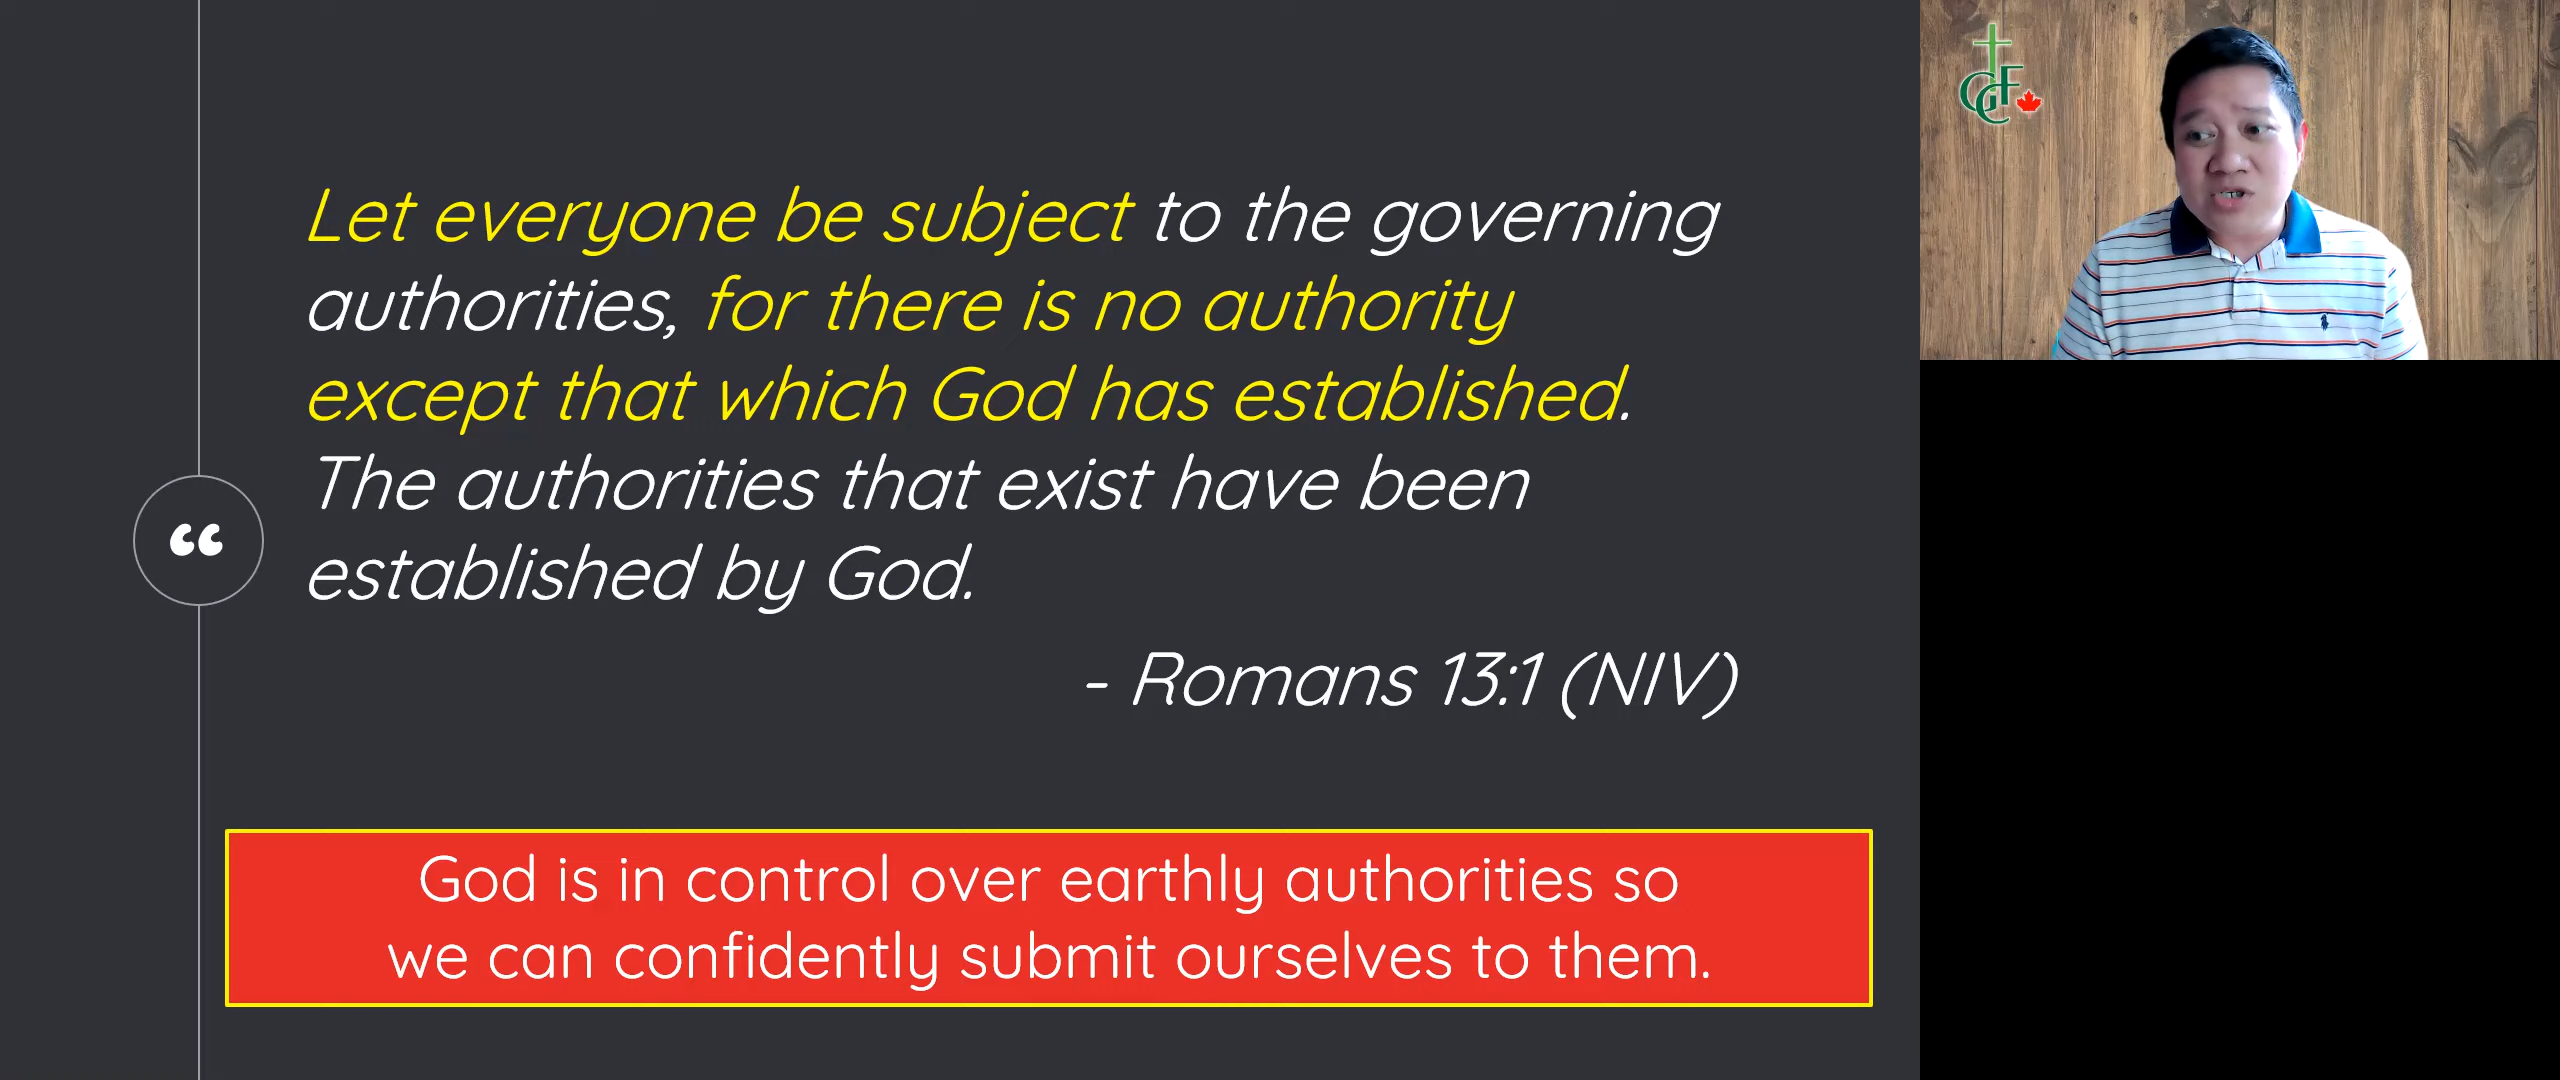 Let everyone be subject to the governing
authorities, for there is no authority
except that which God has established.
The authorities that exist have been
established by God.
- Romans 13:1 (NIV)
God is in control over earthly authorities so
we can confidently submit ourselves to them.
GCF